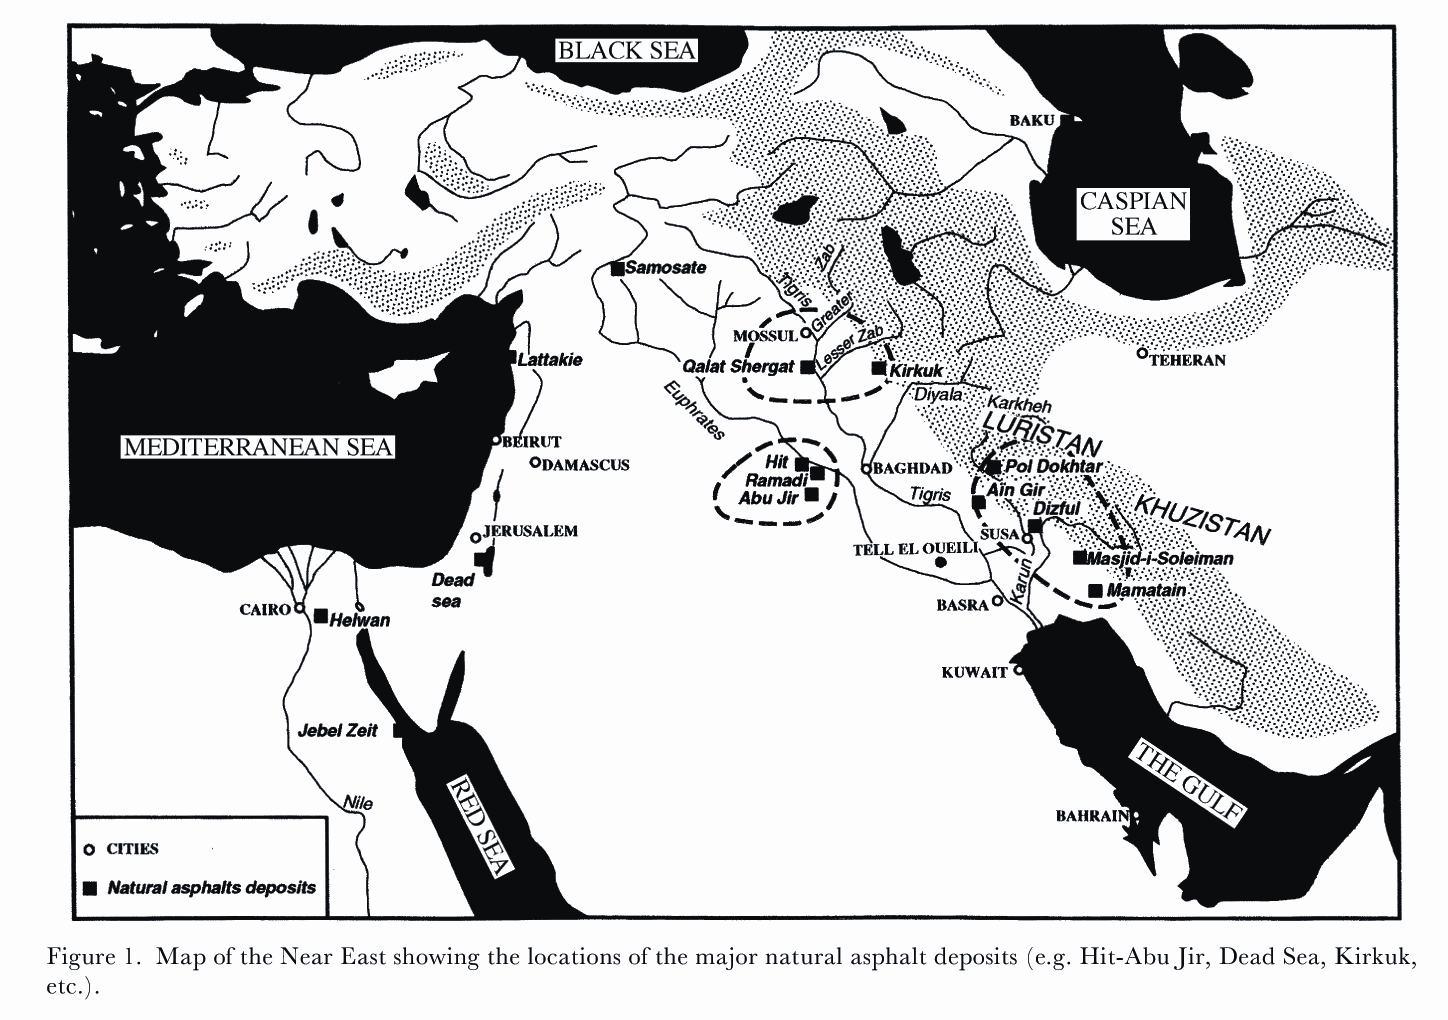 BLACK SEA
BAKU
CASPIAN
SEA
Zab
Tigris
Samosate
Greater
MOSSUL
Lesser Zab
TEHERAN
Lattakie
Qalat Shergat
Kirkuk
Diyala
Karkheh
Euphrates
LURISTAN
MEDITERRANEAN SEA
BEIRUT
DAMASCUS
Hit
Ramadi
Abu Jir
BAGHDAD
Pol Dokhtar
Tigris
Ain Gir
Dizful
KHUZISTAN
JERUSALEM
SUSA
TELL EL OUEILI
Masjid-i-Soleiman
Dead
sea
Karun
Mamatain
CAIRO
Helwan
BASRA
KUWAIT
Jebel Zeit
THE GULF
Nile
RED SEA
BAHRAIN
CITIES
Natural asphalts deposits
Figure 1. Map of the Near East showing the locations of the major natural asphalt deposits (e.g. Hit-Abu Jir, Dead Sea, Kirkuk,
etc.).